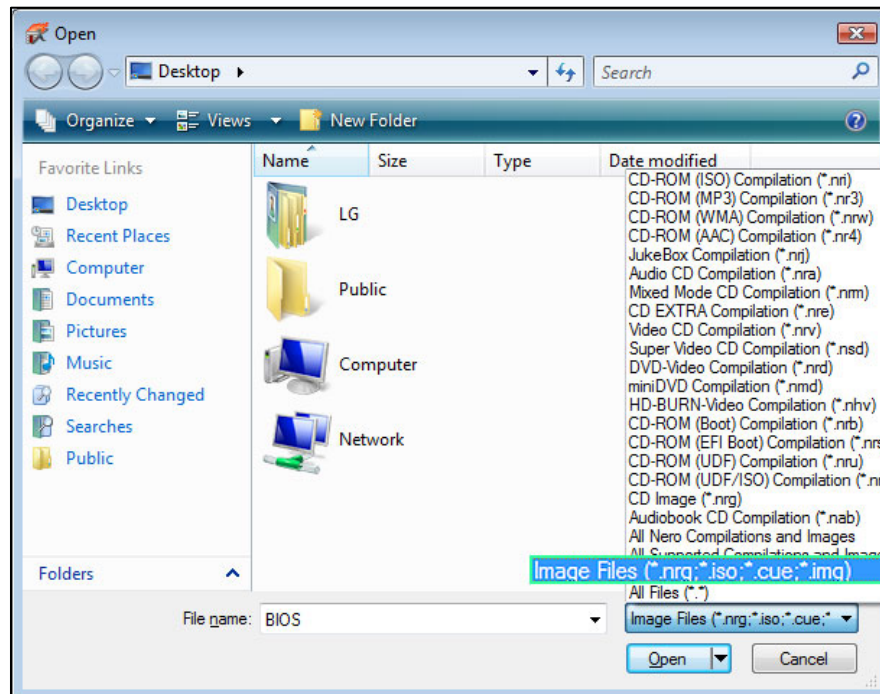 Open
Desktop
Search
Organize Views New Folder
Favorite Links
Desktop
Recent Places
Computer
Documents
Pictures
Music
Recently Changed
Searches
Public
Folders
Name Size Type Date modified
LG
Public
Computer
Network
CD-ROM (ISO) Compilation (*.nri)
CD-ROM (MP3) Compilation (*.nr3)
CD-ROM (WMA) Compilation (*.nrw)
CD-ROM (AAC) Compilation (*.nr4)
JukeBox Compilation (*.nrj)
Audio CD Compilation (*.nra)
Mixed Mode CD Compilation (*.nrm)
CD EXTRA Compilation (*.nre)
Video CD Compilation (*.nrv)
Super Video CD Compilation (*.nsd)
DVD-Video Compilation (*.nrd)
miniDVD Compilation (*.nmd)
HD-BURN-Video Compilation (*.nhv)
CD-ROM (Boot) Compilation (*.nrb)
CD-ROM (EFI Boot) Compilation (*.nrs
CD-ROM (UDF) Compilation (*.nru)
CD-ROM (UDF/ISO) Compilation (*.nr
CD Image (*.nrg)
Audiobook CD Compilation (*.nab)
All Nero Compilations and Images
All Supported Compilations and Image
Image Files (*.nrg;*.iso;*.cue;*.img)
All Files (*.*)
File name: BIOS
Image Files (*.nrg;*.iso;*.cue;*
Open Cancel